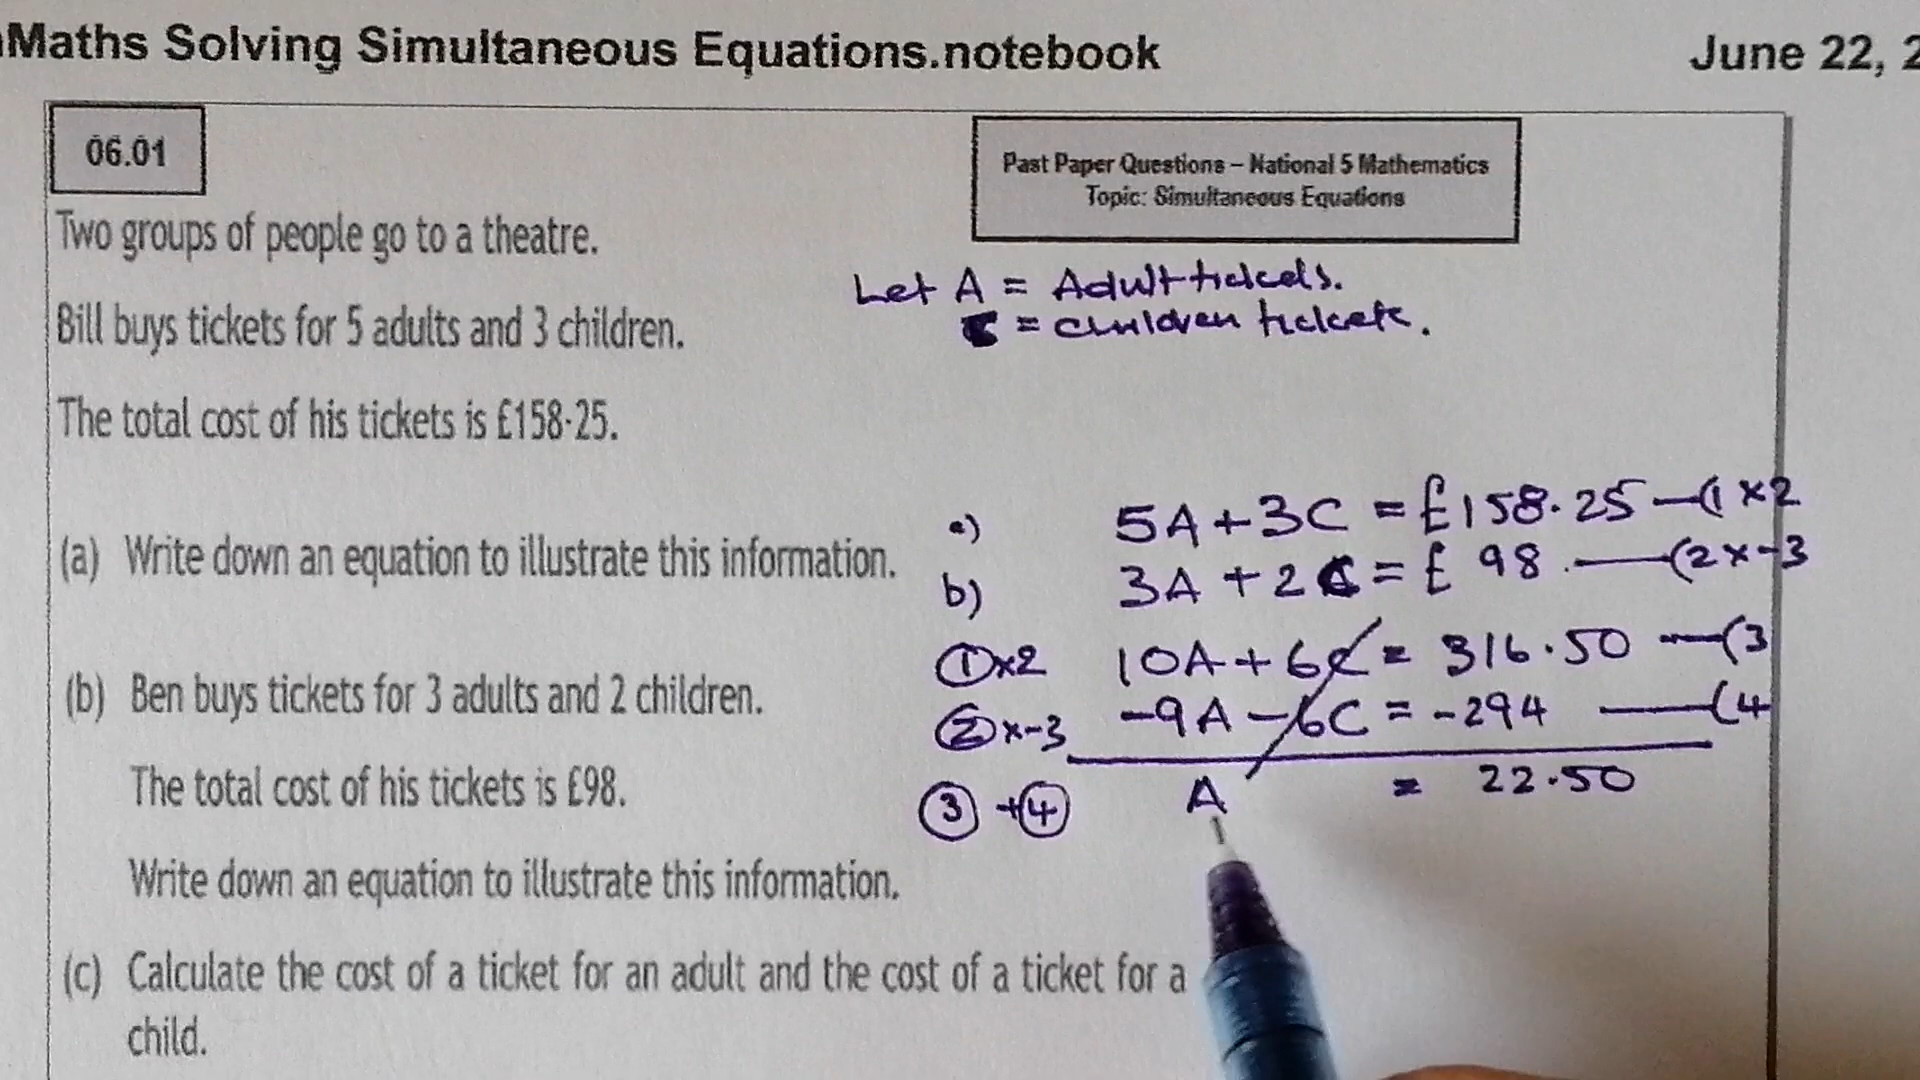 Maths Solving Simultaneous Equations.notebook
June 22, 2
06.01
Past Paper Questions – National 5 Mathematics
Topic: Simultaneous Equations
Two groups of people go to a theatre.
Let A = Adult tickets.
C = children tickets.
Bill buys tickets for 5 adults and 3 children.
The total cost of his tickets is £158·25.
(a) Write down an equation to illustrate this information.
a) 5A + 3C = £158.25 —(1 ×2
b) 3A + 2C = £ 98 . —(2 ×-3
①×2 10A + 6C = 316.50 —(3
②×-3 -9A - 6C = -294 —(4
③ +④ A = 22.50
(b) Ben buys tickets for 3 adults and 2 children.
The total cost of his tickets is £98.
Write down an equation to illustrate this information.
(c) Calculate the cost of a ticket for an adult and the cost of a ticket for a
child.